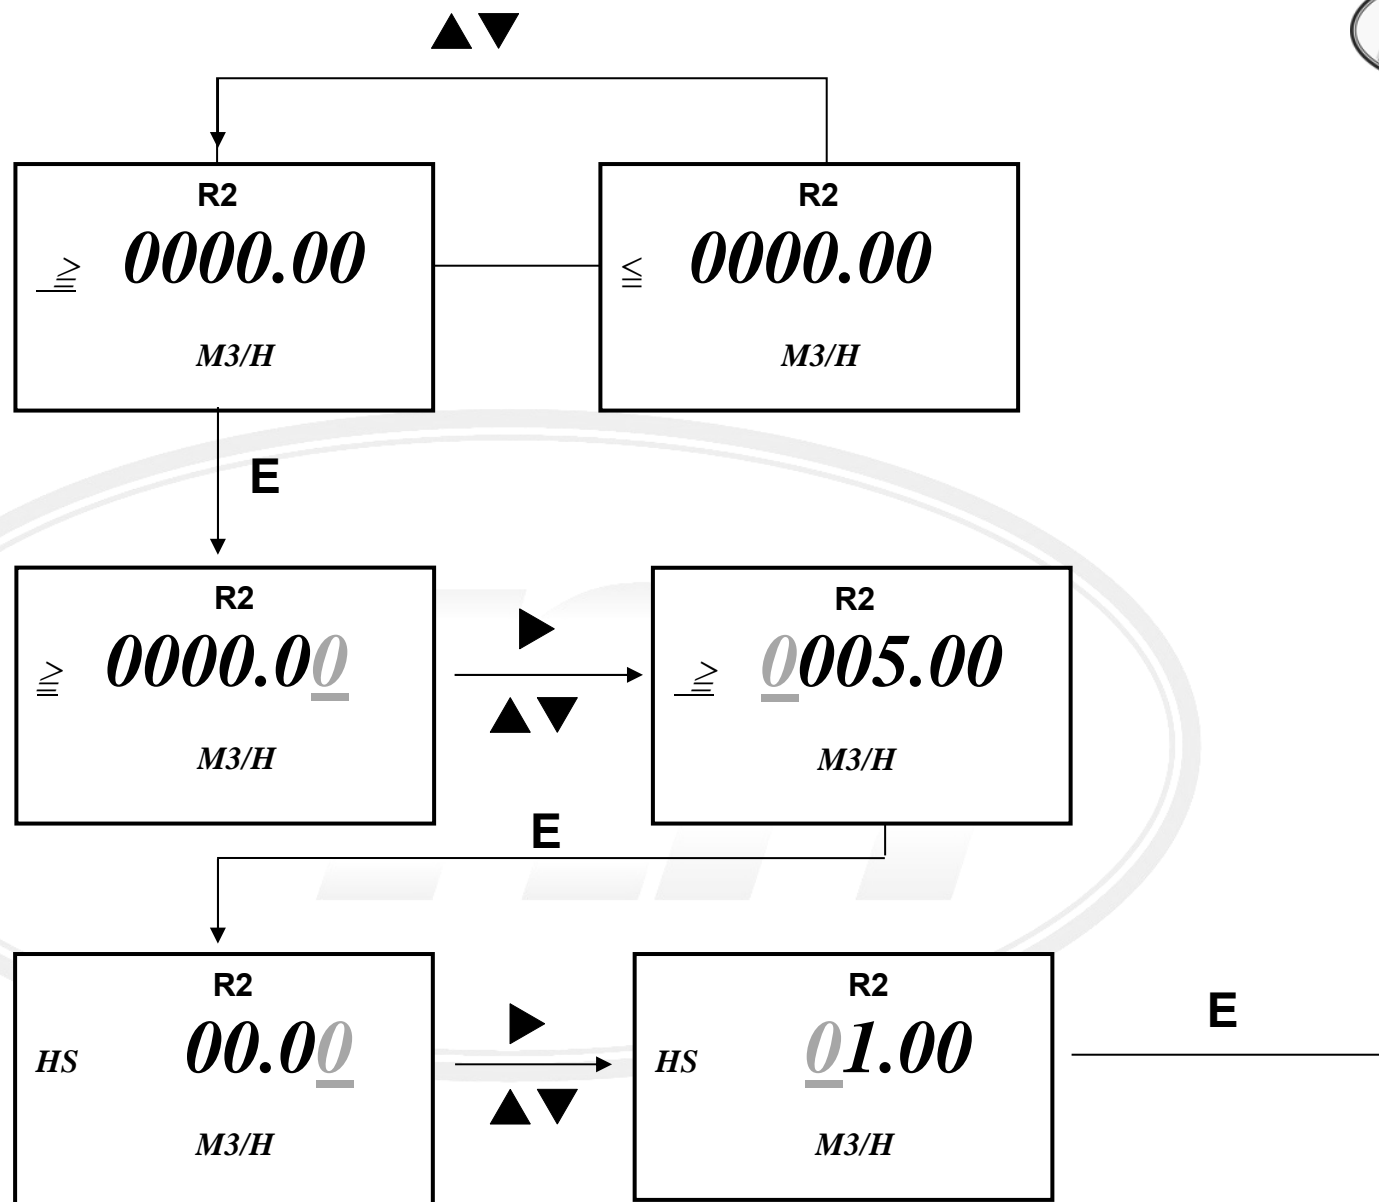 ▲▼
R2
≧ 0000.00
M3/H
R2
≦ 0000.00
M3/H
E
R2
≧ 0000.00
M3/H
▶
▲▼
R2
≧ 0005.00
M3/H
E
R2
HS 00.00
M3/H
▶
▲▼
R2
HS 01.00
M3/H
E